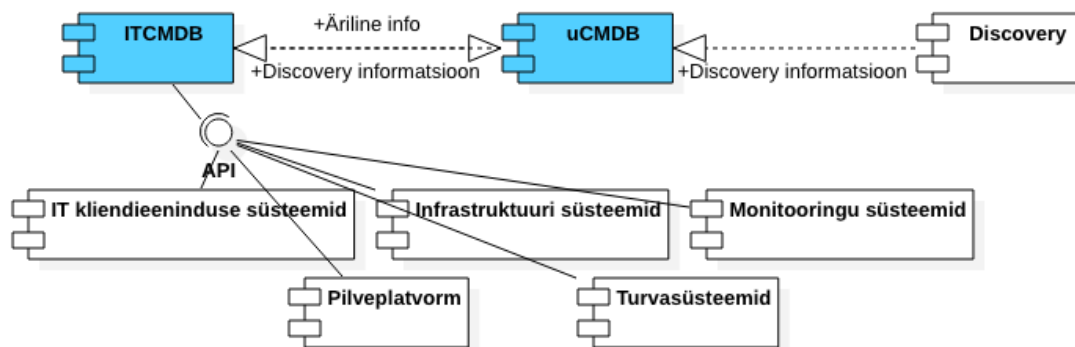 ITCMDB
+Äriline info
uCMDB
Discovery
+Discovery informatsioon
+Discovery informatsioon
API
IT kliendieeninduse süsteemid
Infrastruktuuri süsteemid
Monitooringu süsteemid
Pilveplatvorm
Turvasüsteemid